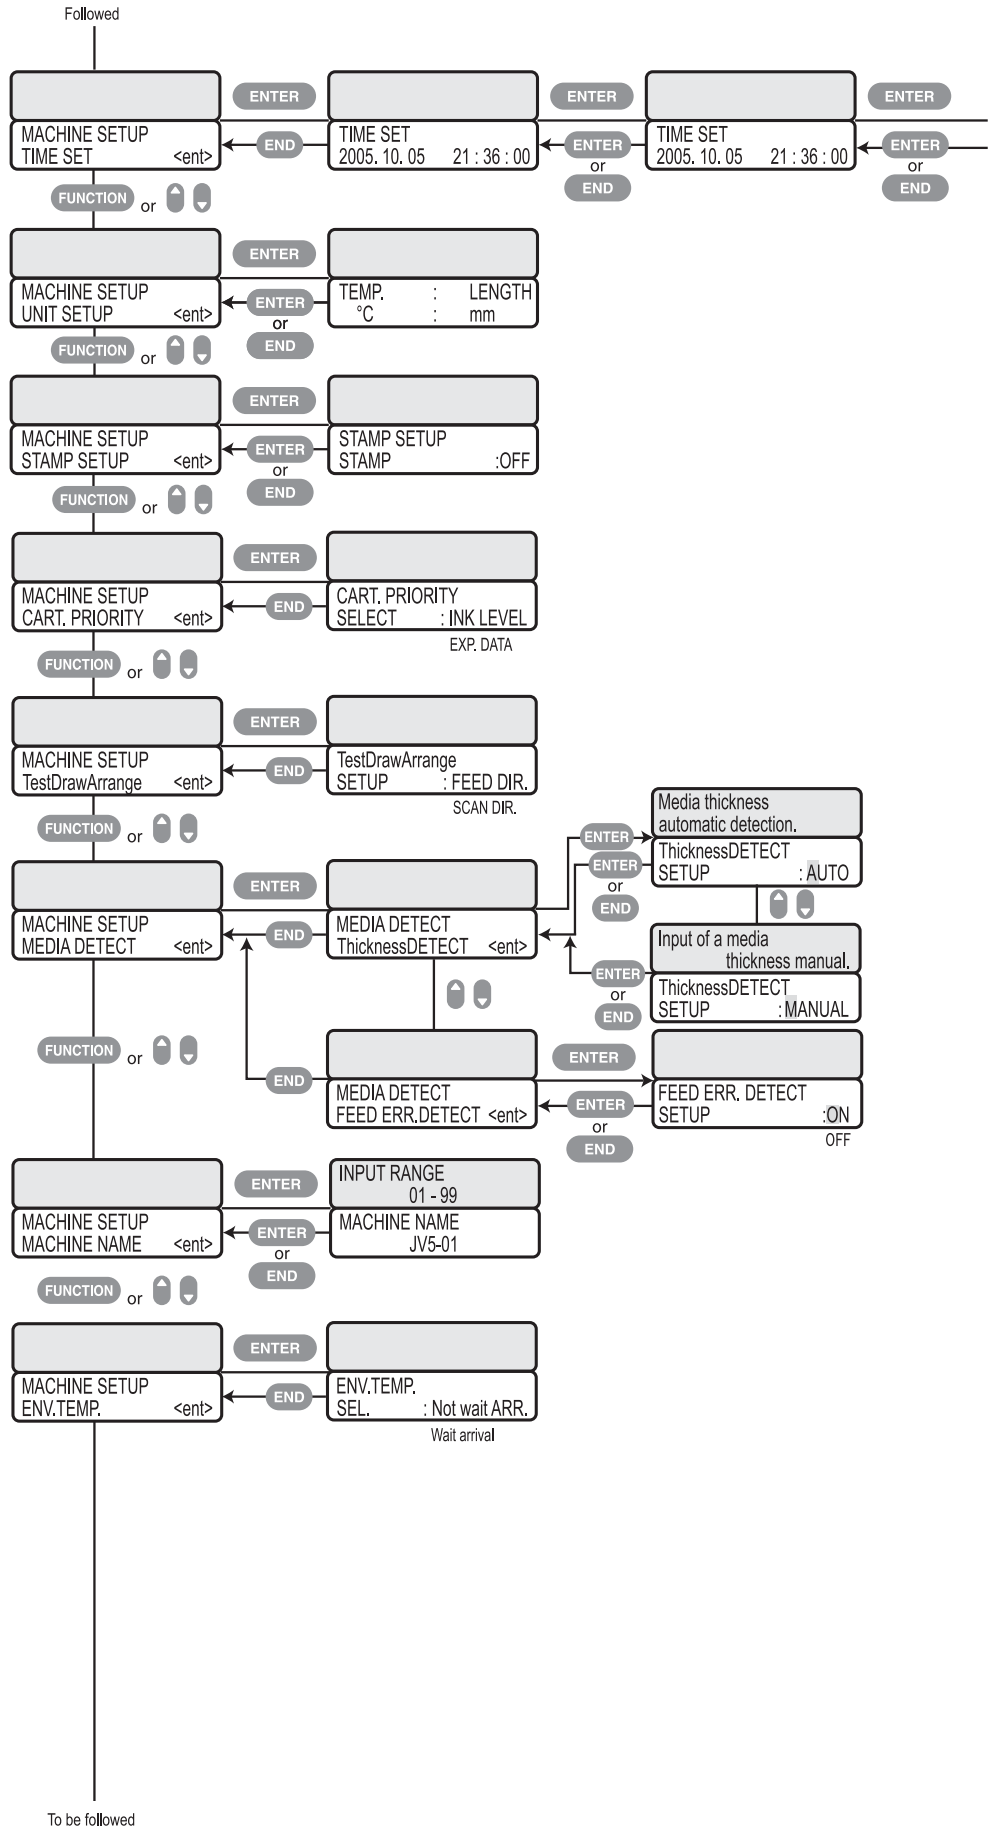 Followed
ENTER
ENTER
ENTER
MACHINE SETUP
TIME SET <ent>
END
TIME SET
2005. 10. 05 21 : 36 : 00
ENTER
or
END
TIME SET
2005. 10. 05 21 : 36 : 00
ENTER
or
END
FUNCTION or
ENTER
MACHINE SETUP
UNIT SETUP <ent>
ENTER
or
END
TEMP. : LENGTH
°C : mm
FUNCTION or
ENTER
MACHINE SETUP
STAMP SETUP <ent>
ENTER
or
END
STAMP SETUP
STAMP :OFF
FUNCTION or
ENTER
MACHINE SETUP
CART. PRIORITY <ent>
END
CART. PRIORITY
SELECT : INK LEVEL
EXP. DATA
FUNCTION or
ENTER
MACHINE SETUP
TestDrawArrange <ent>
END
TestDrawArrange
SETUP : FEED DIR.
SCAN DIR.
FUNCTION or
ENTER
MACHINE SETUP
MEDIA DETECT <ent>
END
MEDIA DETECT
ThicknessDETECT <ent>
ENTER
ENTER
or
END
Media thickness
automatic detection.
ThicknessDETECT
SETUP : AUTO
ENTER
or
END
Input of a media
thickness manual.
ThicknessDETECT
SETUP :MANUAL
FUNCTION or
END
MEDIA DETECT
FEED ERR.DETECT <ent>
ENTER
ENTER
or
END
FEED ERR. DETECT
SETUP :ON
OFF
ENTER
MACHINE SETUP
MACHINE NAME <ent>
ENTER
or
END
INPUT RANGE
01 - 99
MACHINE NAME
JV5-01
FUNCTION or
ENTER
MACHINE SETUP
ENV.TEMP. <ent>
END
ENV.TEMP.
SEL. : Not wait ARR.
Wait arrival
To be followed